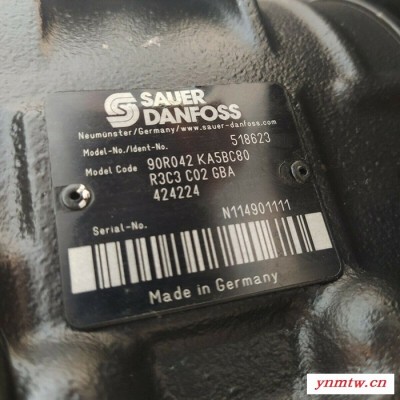 SAUER
DANFOSS
Neumünster/Germany/www.sauer-danfoss.com
Model-No./Ident-No. 518623
Model Code 90R042 KA5BC80
R3C3 C02 GBA
424224
Serial-No. N114901111
Made in Germany
ynmtw.cn